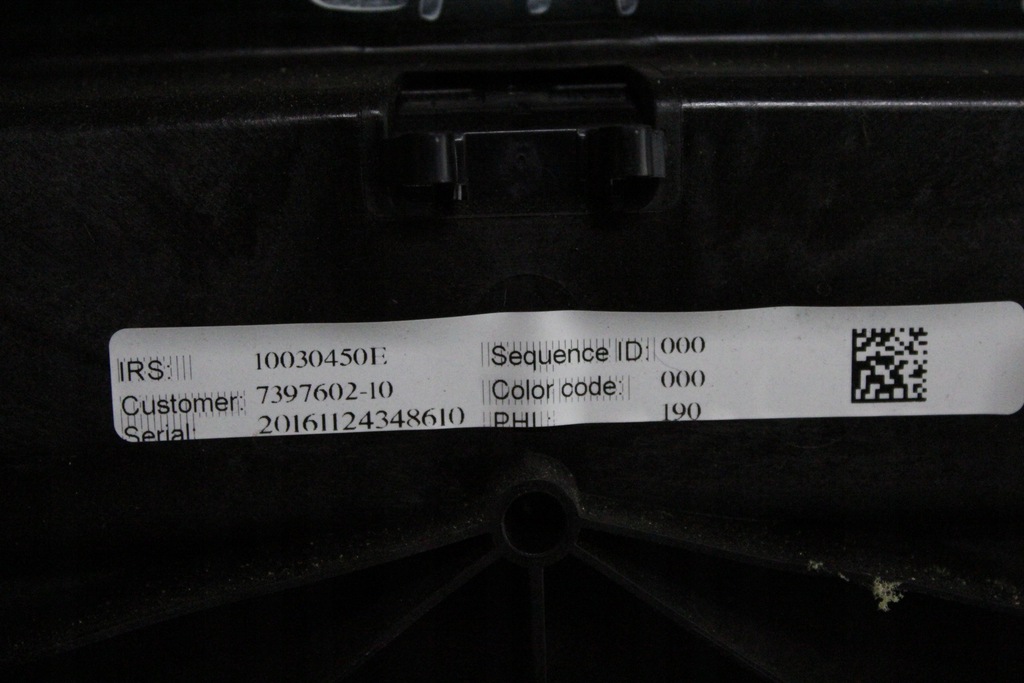 IRS: 10030450E Sequence ID: 000
Customer: 7397602-10 Color code: 000
Serial: 20161124348610 PHI : 190